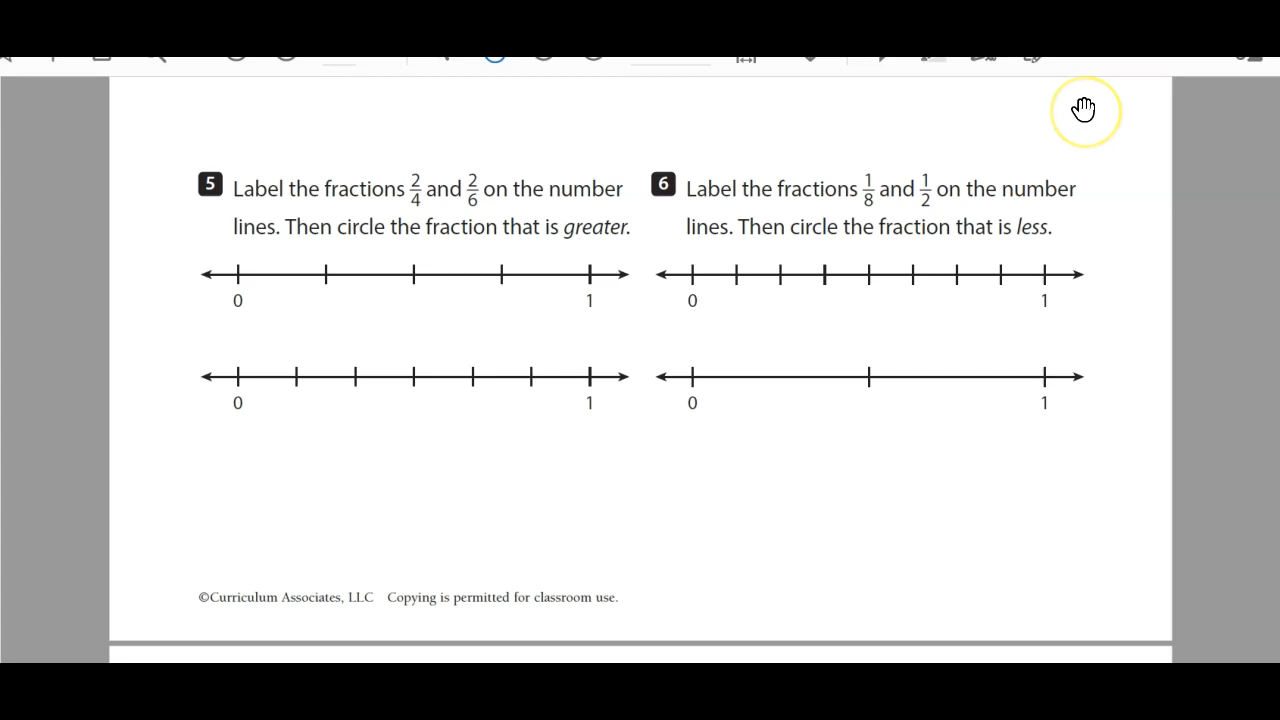 5 Label the fractions 2/4 and 2/6 on the number
lines. Then circle the fraction that is greater.
0 1
0 1
6 Label the fractions 1/8 and 1/2 on the number
lines. Then circle the fraction that is less.
0 1
0 1
©Curriculum Associates, LLC Copying is permitted for classroom use.